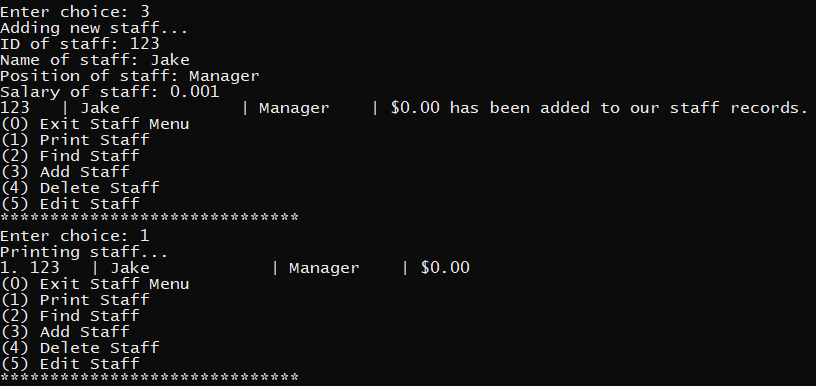 Enter choice: 3
Adding new staff...
ID of staff: 123
Name of staff: Jake
Position of staff: Manager
Salary of staff: 0.001
123   | Jake             | Manager    | $0.00 has been added to our staff records.
(0) Exit Staff Menu
(1) Print Staff
(2) Find Staff
(3) Add Staff
(4) Delete Staff
(5) Edit Staff
******************************
Enter choice: 1
Printing staff...
1. 123   | Jake            | Manager    | $0.00
(0) Exit Staff Menu
(1) Print Staff
(2) Find Staff
(3) Add Staff
(4) Delete Staff
(5) Edit Staff
******************************